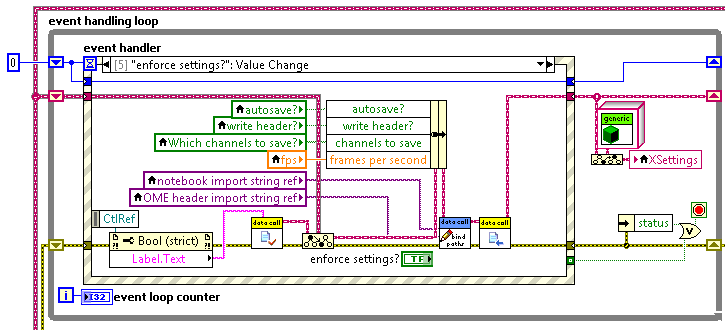 event handling loop
event handler
0
[5] "enforce settings?": Value Change
autosave?
autosave?
write header?
write header?
Which channels to save?
channels to save
fps
frames per second
generic
XSettings
notebook import string ref
OME header import string ref
CtlRef
Bool (strict)
Label.Text
data call
data call
bind paths
data call
status
v
enforce settings?
TF
i
I32
event loop counter